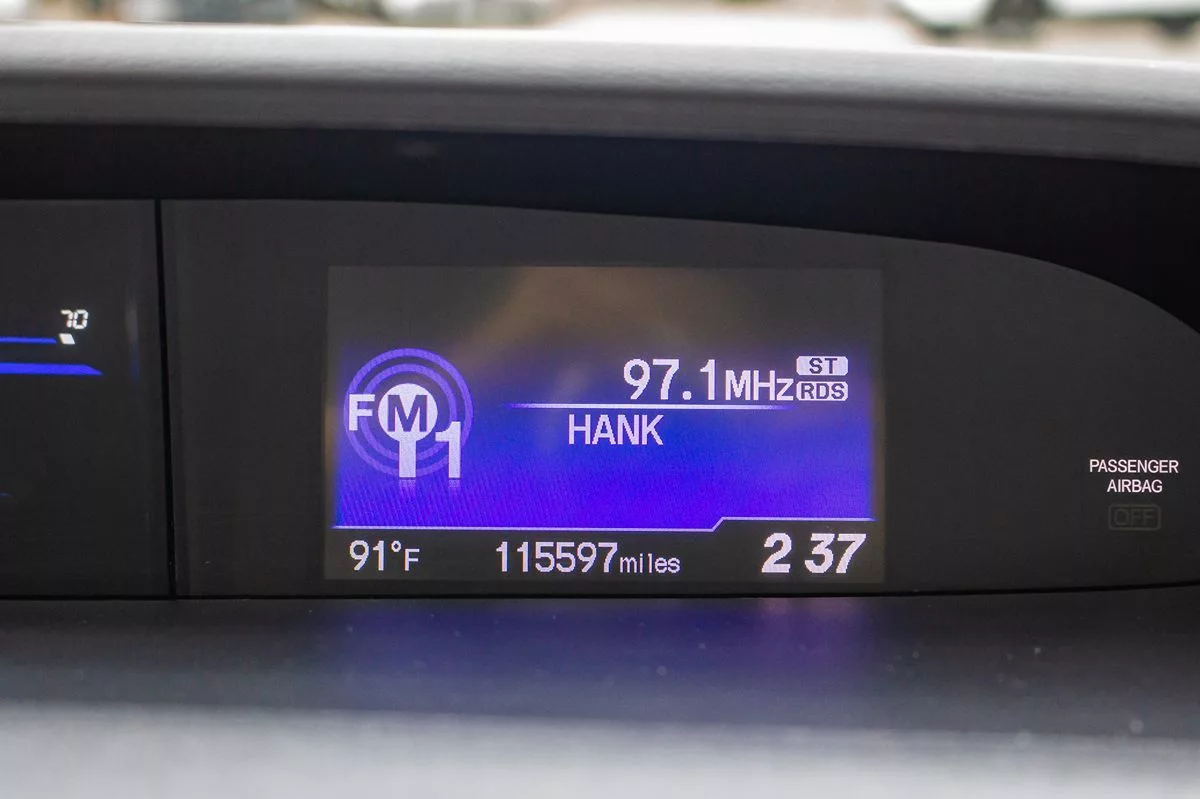 70
97.1MHz ST
RDS
FM
1
HANK
PASSENGER
AIRBAG
OFF
91°F 115597miles 2 37